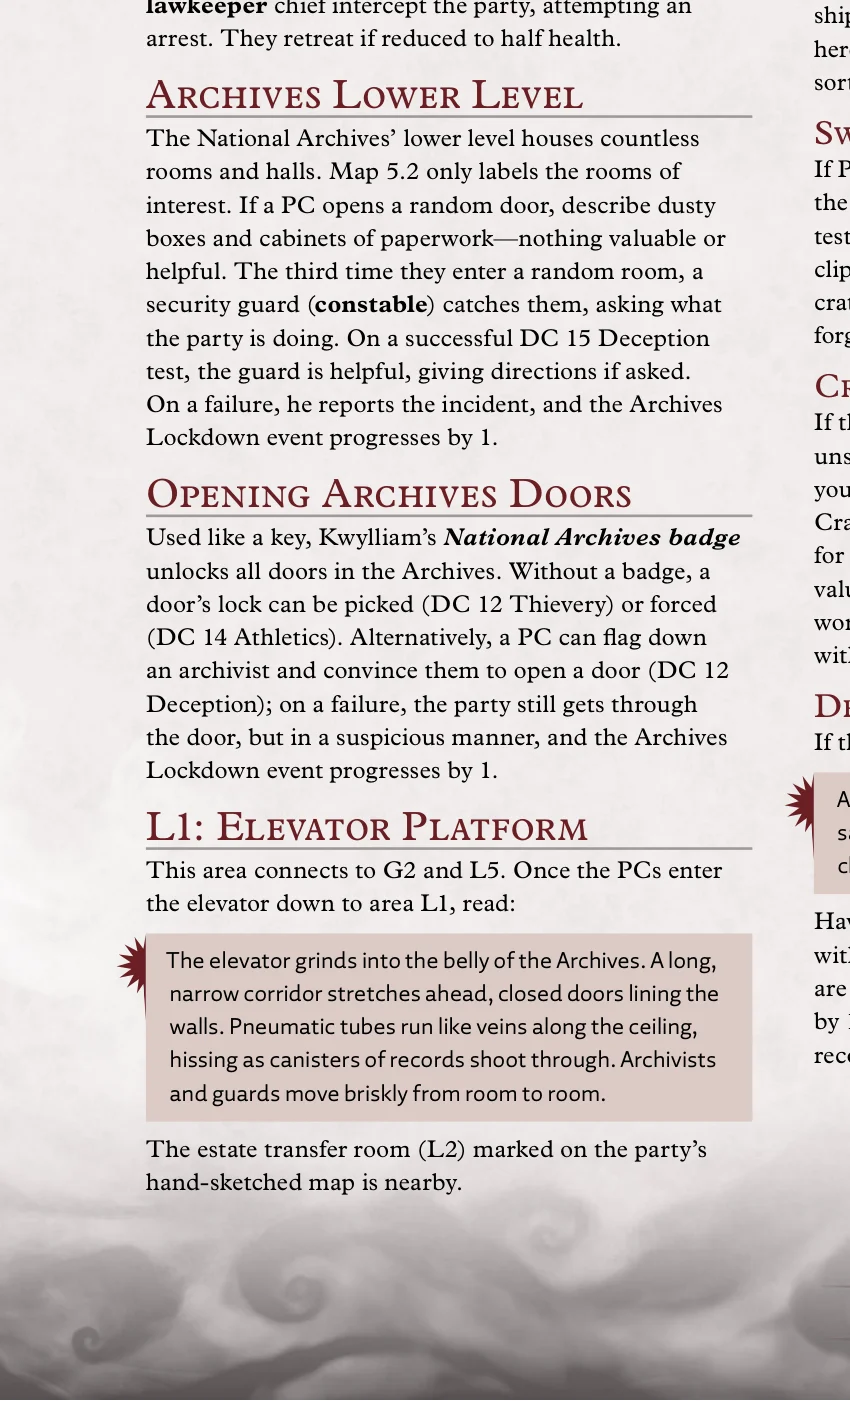 lawkeeper chief intercept the party, attempting an
arrest. They retreat if reduced to half health.
Archives Lower Level
The National Archives’ lower level houses countless
rooms and halls. Map 5.2 only labels the rooms of
interest. If a PC opens a random door, describe dusty
boxes and cabinets of paperwork—nothing valuable or
helpful. The third time they enter a random room, a
security guard (constable) catches them, asking what
the party is doing. On a successful DC 15 Deception
test, the guard is helpful, giving directions if asked.
On a failure, he reports the incident, and the Archives
Lockdown event progresses by 1.
Opening Archives Doors
Used like a key, Kwylliam’s National Archives badge
unlocks all doors in the Archives. Without a badge, a
door’s lock can be picked (DC 12 Thievery) or forced
(DC 14 Athletics). Alternatively, a PC can flag down
an archivist and convince them to open a door (DC 12
Deception); on a failure, the party still gets through
the door, but in a suspicious manner, and the Archives
Lockdown event progresses by 1.
L1: Elevator Platform
This area connects to G2 and L5. Once the PCs enter
the elevator down to area L1, read:
The elevator grinds into the belly of the Archives. A long,
narrow corridor stretches ahead, closed doors lining the
walls. Pneumatic tubes run like veins along the ceiling,
hissing as canisters of records shoot through. Archivists
and guards move briskly from room to room.
The estate transfer room (L2) marked on the party’s
hand-sketched map is nearby.
If
the
for
are
by